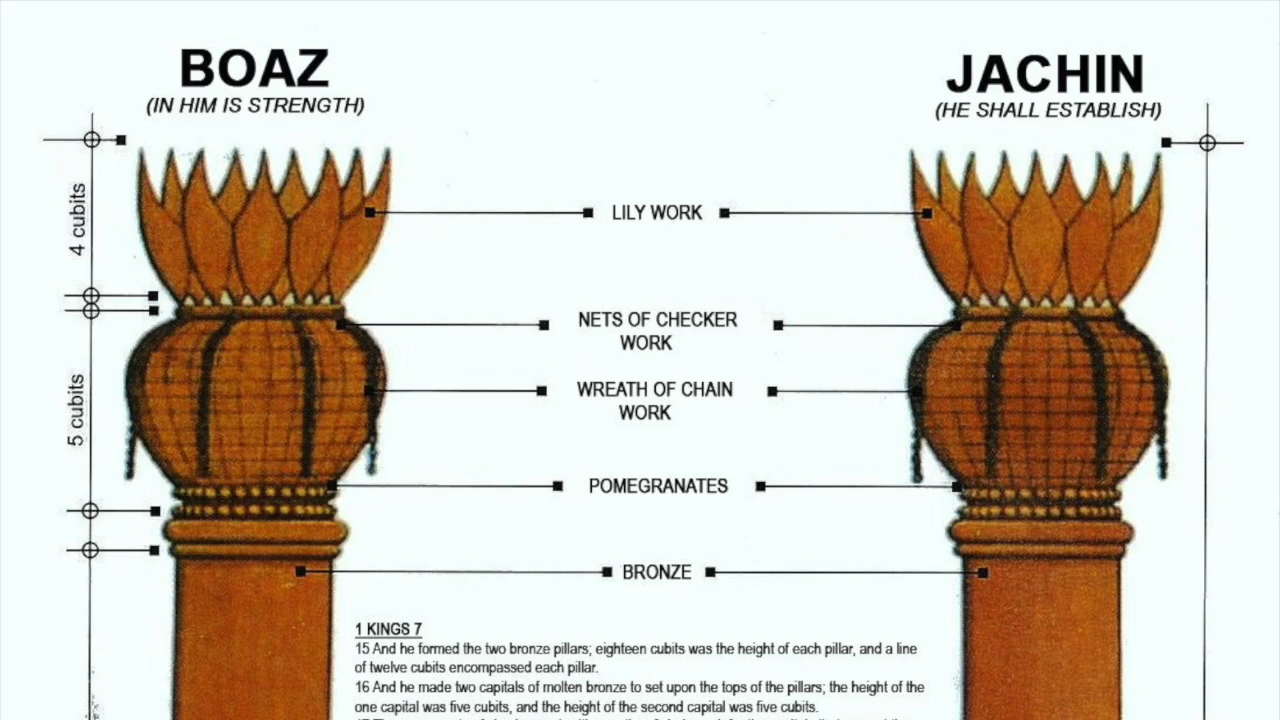 BOAZ
(IN HIM IS STRENGTH)
JACHIN
(HE SHALL ESTABLISH)
4 cubits
LILY WORK
NETS OF CHECKER
WORK
5 cubits
WREATH OF CHAIN
WORK
POMEGRANATES
BRONZE
1 KINGS 7
15 And he formed the two bronze pillars; eighteen cubits was the height of each pillar, and a line
of twelve cubits encompassed each pillar.
16 And he made two capitals of molten bronze to set upon the tops of the pillars; the height of the
one capital was five cubits, and the height of the second capital was five cubits.